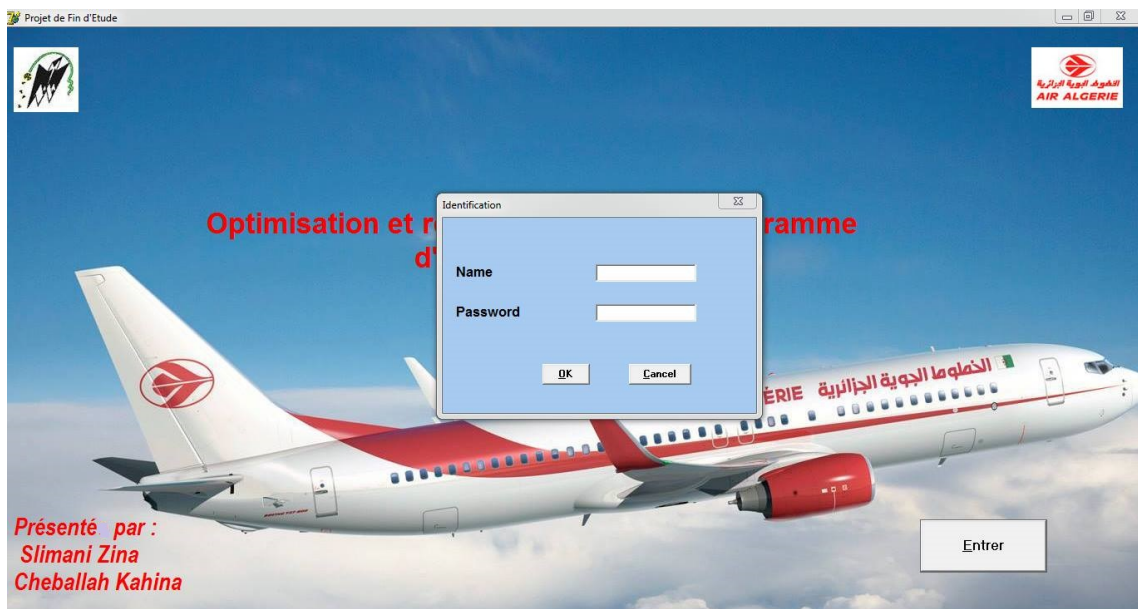 Projet de Fin d'Etude
الخطوط الجوية الجزائرية
AIR ALGERIE
Identification
Optimisation et r
ramme
d'
Name
Password
OK
Cancel
ÉRIE الخطوط الجوية الجزائرية
Présenté par :
Slimani Zina
Cheballah Kahina
Entrer